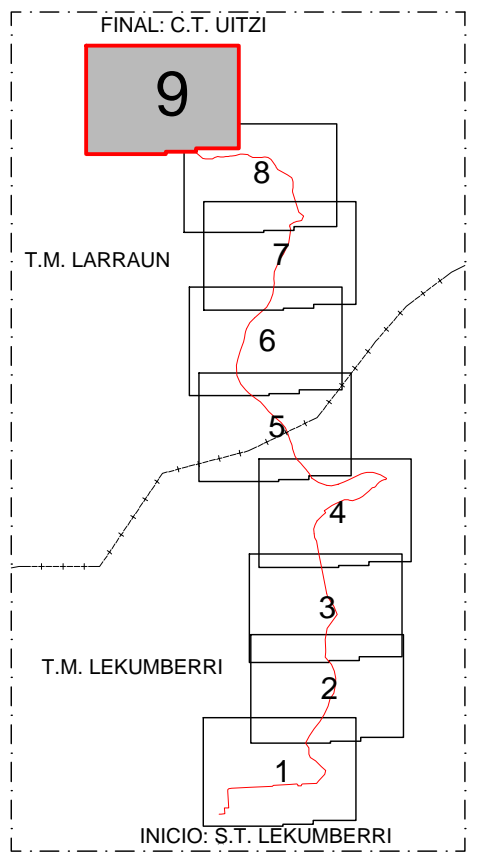 FINAL: C.T. UITZI
9
8
7
T.M. LARRAUN
6
5
4
3
T.M. LEKUMBERRI
2
1
INICIO: S.T. LEKUMBERRI